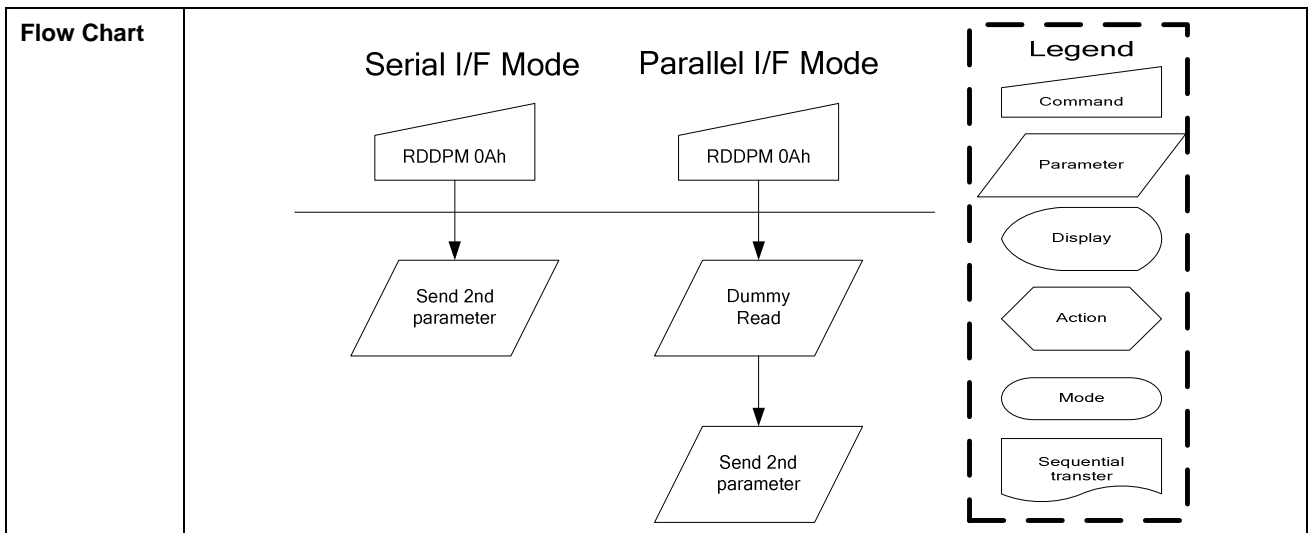 Flow Chart
Serial I/F Mode
Parallel I/F Mode
RDDPM 0Ah
RDDPM 0Ah
Send 2nd
parameter
Dummy
Read
Send 2nd
parameter
Legend
Command
Parameter
Display
Action
Mode
Sequential
transter